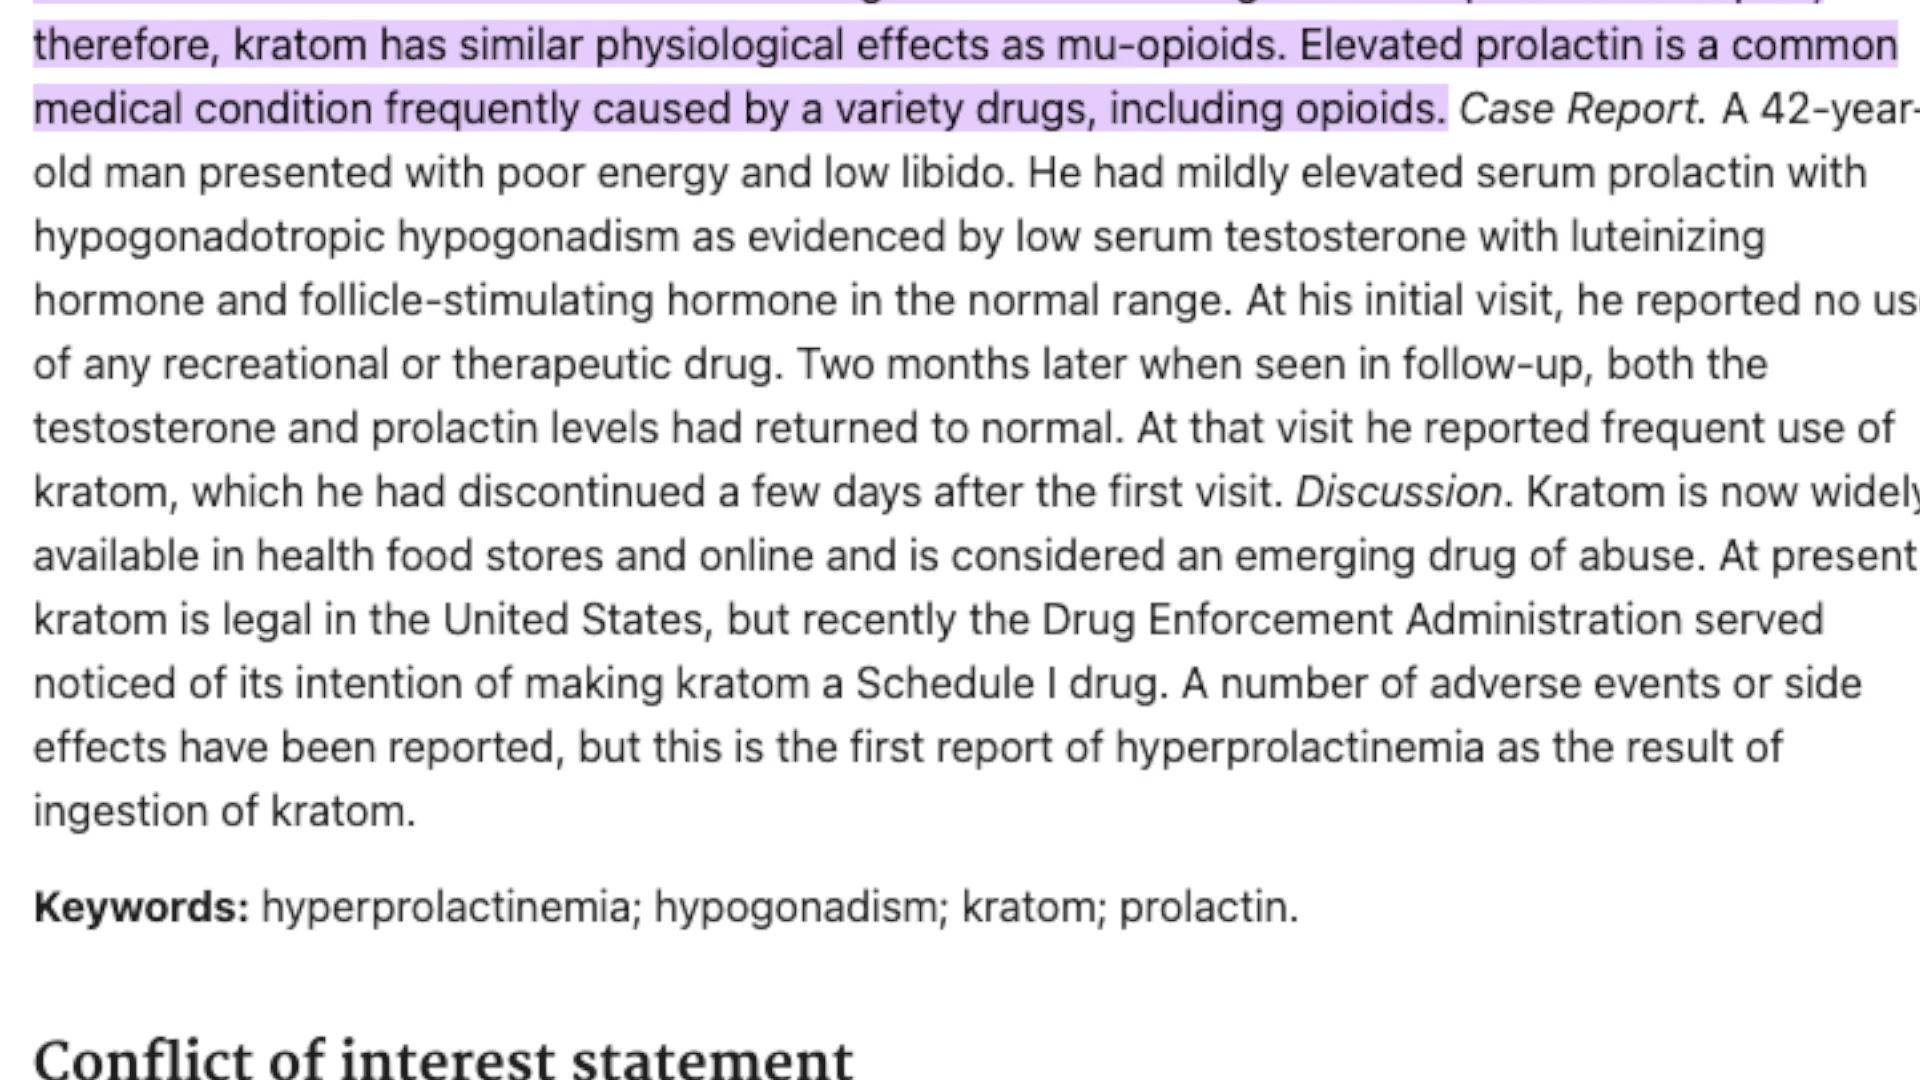 therefore, kratom has similar physiological effects as mu-opioids. Elevated prolactin is a common
medical condition frequently caused by a variety drugs, including opioids. Case Report. A 42-year-
old man presented with poor energy and low libido. He had mildly elevated serum prolactin with
hypogonadotropic hypogonadism as evidenced by low serum testosterone with luteinizing
hormone and follicle-stimulating hormone in the normal range. At his initial visit, he reported no
of any recreational or therapeutic drug. Two months later when seen in follow-up, both the
testosterone and prolactin levels had returned to normal. At that visit he reported frequent use of
kratom, which he had discontinued a few days after the first visit. Discussion. Kratom is now widely
available in health food stores and online and is considered an emerging drug of abuse. At present
kratom is legal in the United States, but recently the Drug Enforcement Administration served
noticed of its intention of making kratom a Schedule I drug. A number of adverse events or side
effects have been reported, but this is the first report of hyperprolactinemia as the result of
ingestion of kratom.
Keywords: hyperprolactinemia; hypogonadism; kratom; prolactin.
Conflict of interest statement